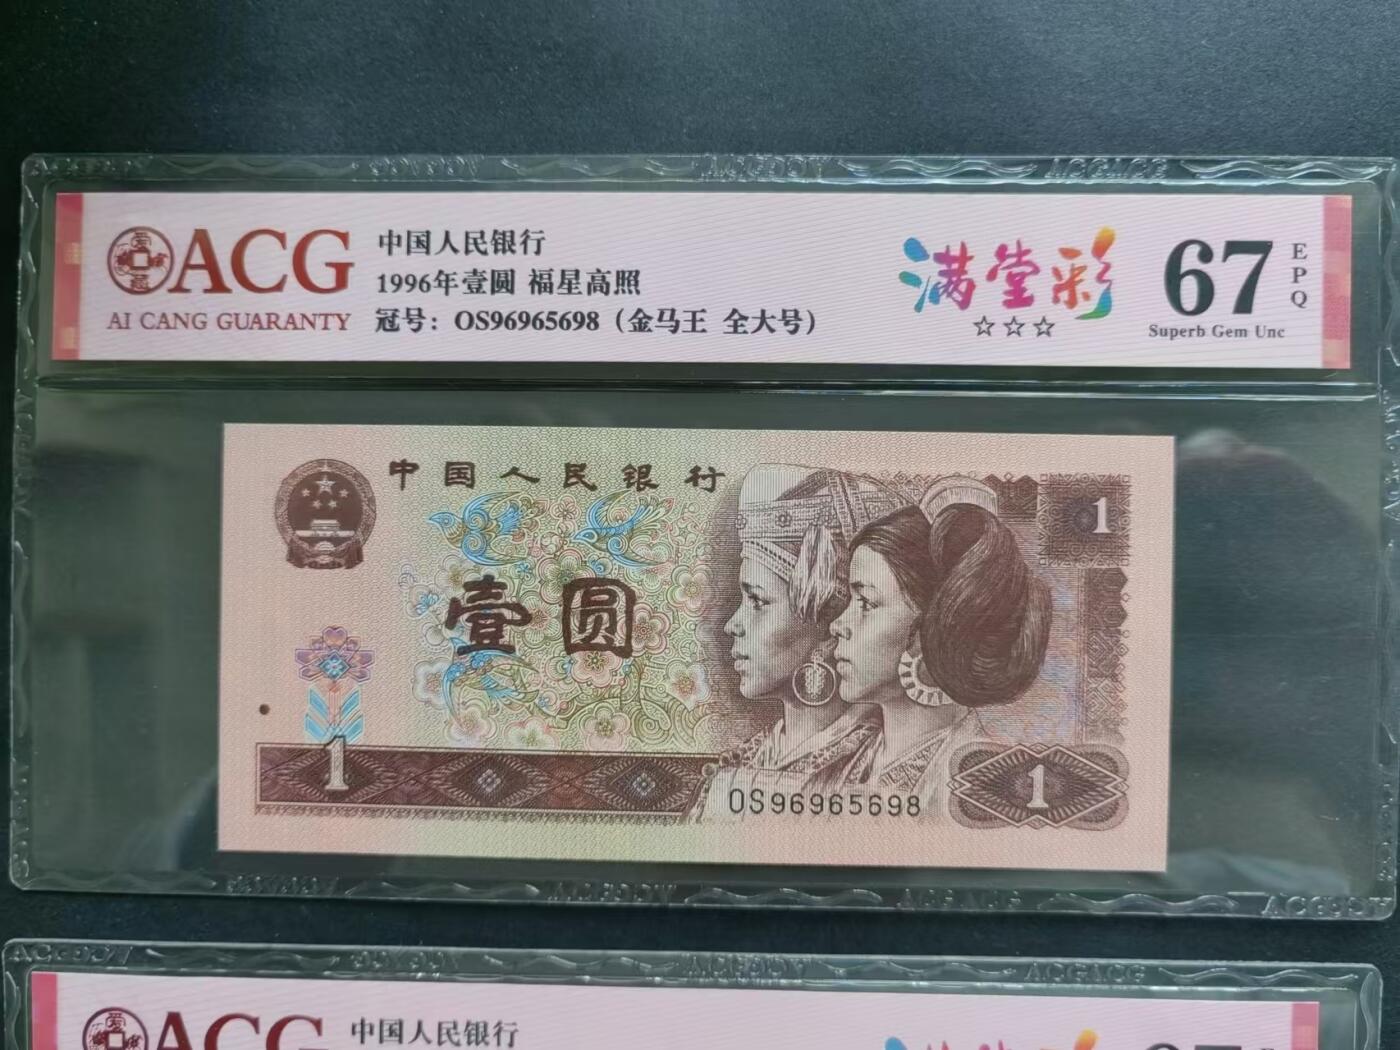 ACG
AI CANG GUARANTY
中国人民银行
1996年壹圆 福星高照
冠号：OS96965698（金马王 全大号）
满堂彩
☆☆☆
67
EPQ
Superb Gem Unc
中国人民银行
1
壹圆
1
OS96965698
1
ACG
中国人民银行